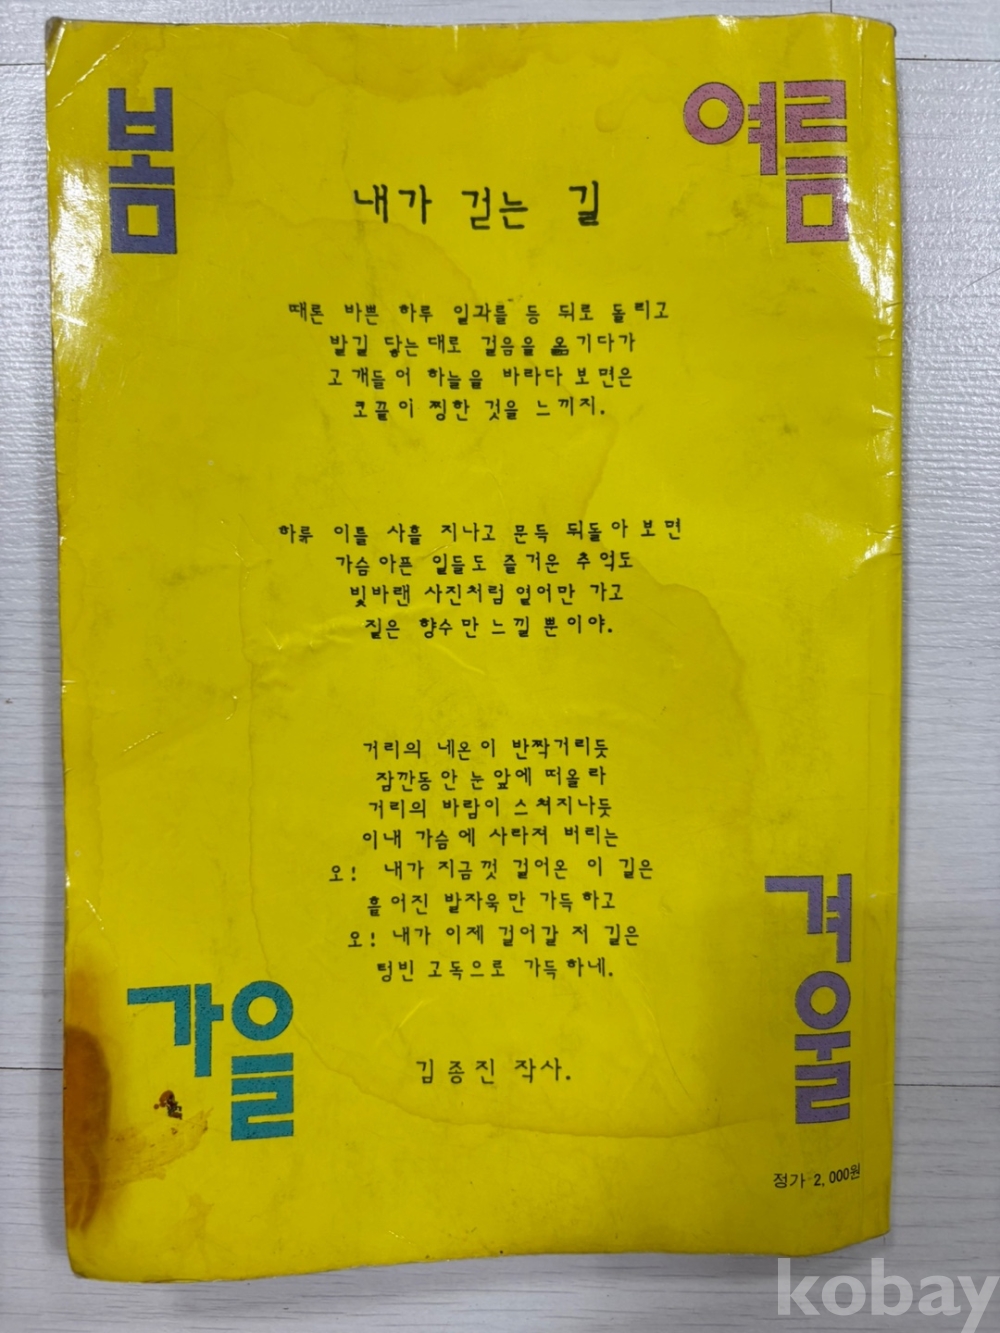 봄
여름
내가 걷는 길
때론 바쁜 하루 일과를 등 뒤로 돌리고
발길 닿는대로 걸음을 옮기다가
고개들어 하늘을 바라다 보면은
코끝이 찡한 것을 느끼지.
하루 이틀 사흘 지나고 문득 뒤돌아 보면
가슴아픈 일들도 즐거운 추억도
빛바랜 사진처럼 엷어만 가고
짙은 향수만 느낄 뿐이야.
거리의 네온이 반짝거리듯
잠깐동안 눈앞에 떠올라
거리의 바람이 스쳐지나듯
이내 가슴에 사라져 버리는
오! 내가 지금껏 걸어온 이 길은
흩어진 발자욱만 가득하고
오! 내가 이제 걸어갈 저 길은
텅빈 고독으로 가득하네.
김종진 작사.
가을
겨울
정가 2,000원
kobay